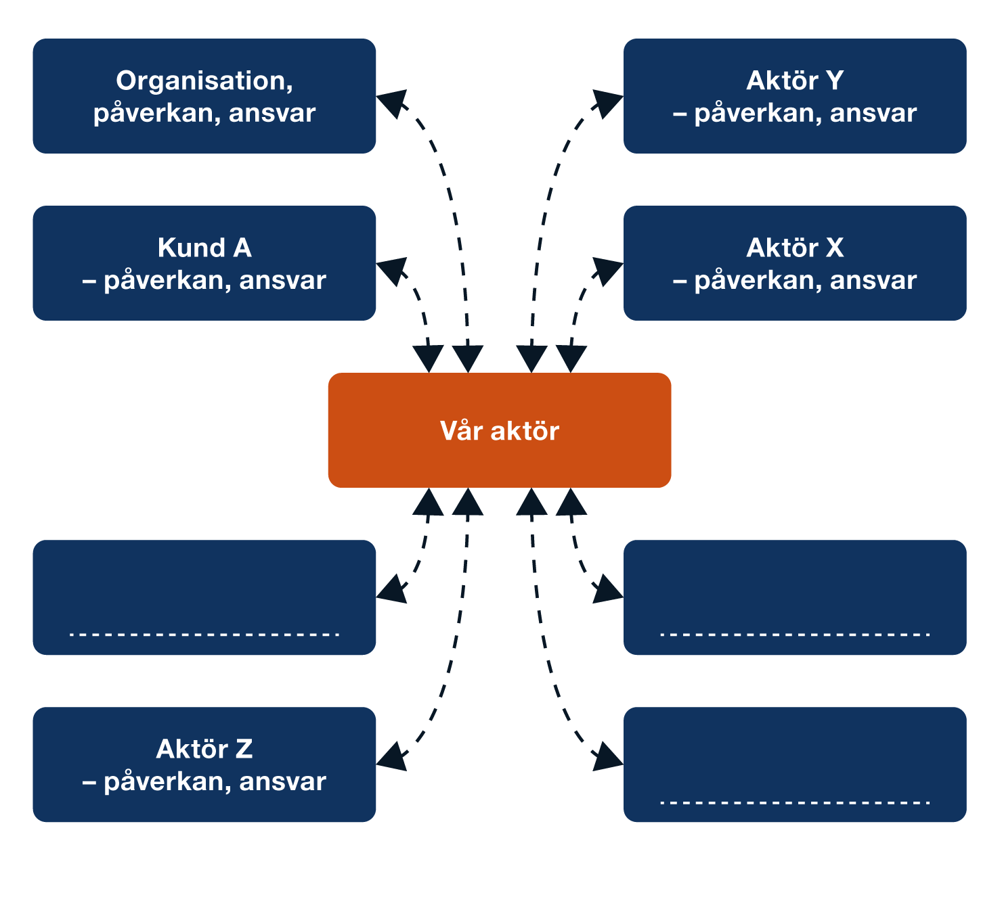 Organisation,
påverkan, ansvar
Aktör Y
– påverkan, ansvar
Kund A
– påverkan, ansvar
Aktör X
– påverkan, ansvar
Vår aktör
Aktör Z
– påverkan, ansvar